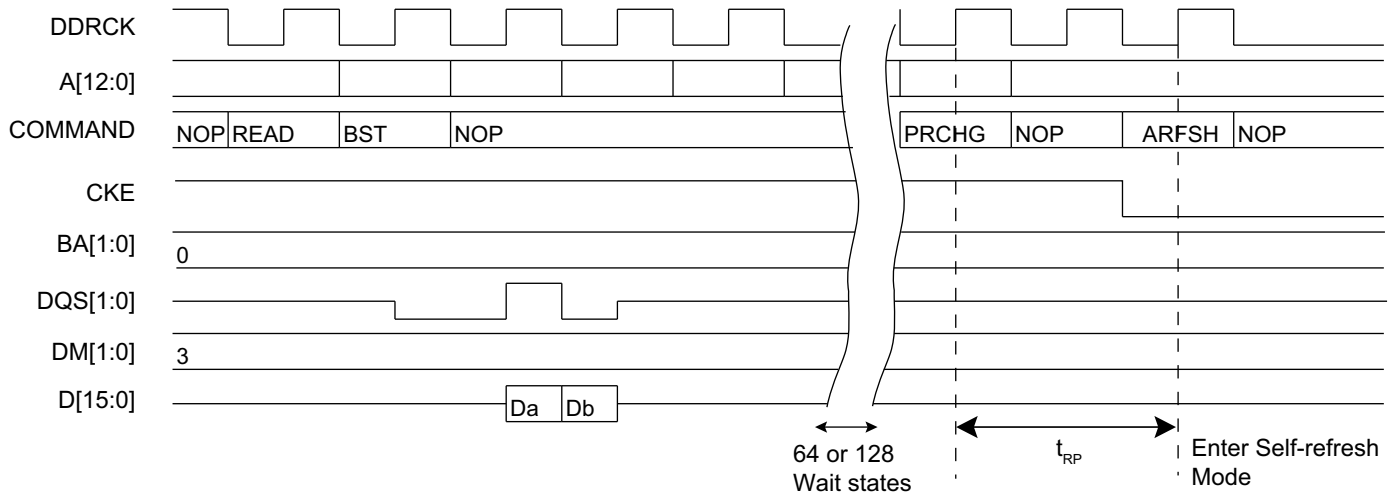 DDRCK
A[12:0]
COMMAND NOP READ BST NOP PRCHG NOP ARFSH NOP
CKE
BA[1:0] 0
DQS[1:0]
DM[1:0] 3
D[15:0] Da Db
64 or 128
Wait states
tRP
Enter Self-refresh
Mode